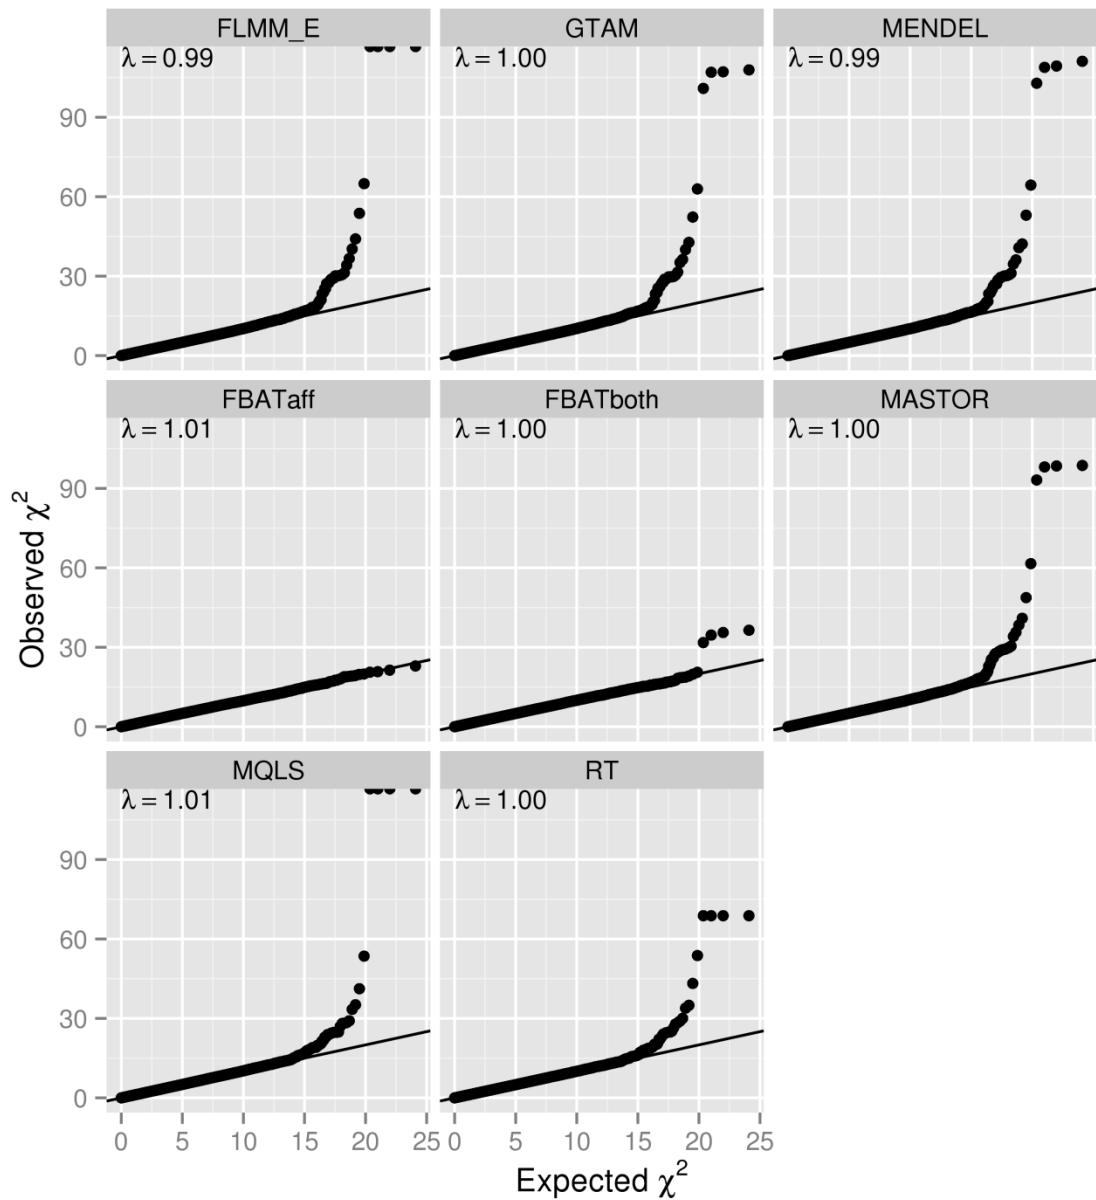 FLMM_E GTAM MENDEL
λ = 0.99 λ = 1.00 λ = 0.99
90
60
30
0
FBATaff FBATboth MASTOR
λ = 1.01 λ = 1.00 λ = 1.00
90
60
30
0
Observed χ²
MQLS RT
λ = 1.01 λ = 1.00
90
60
30
0
0 5 10 15 20 25 0 5 10 15 20 25
Expected χ²